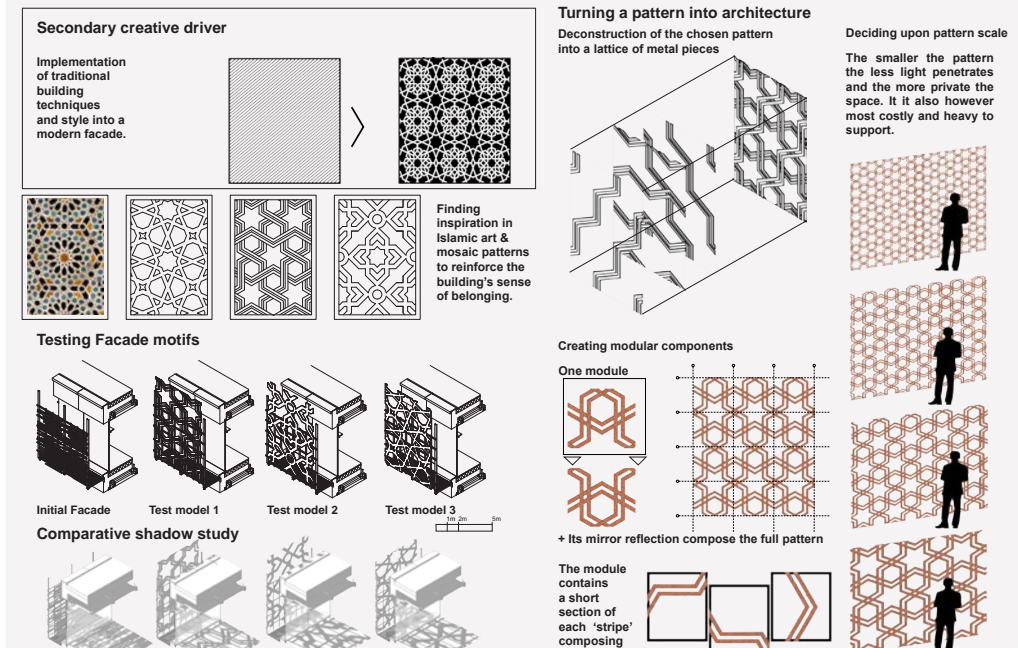 Secondary creative driver
Implementation
of traditional
building
techniques
and style into a
modern facade.
Finding
inspiration in
Islamic art &
mosaic patterns
to reinforce the
building's sense
of belonging.
Testing Facade motifs
Initial Facade
Test model 1
Test model 2
Test model 3
1m 2m 5m
Comparative shadow study
Turning a pattern into architecture
Deconstruction of the chosen pattern
into a lattice of metal pieces
Creating modular components
One module
+ Its mirror reflection compose the full pattern
The module
contains
a short
section of
each 'stripe'
composing
Deciding upon pattern scale
The smaller the pattern
the less light penetrates
and the more private the
space. It it also however
most costly and heavy to
support.